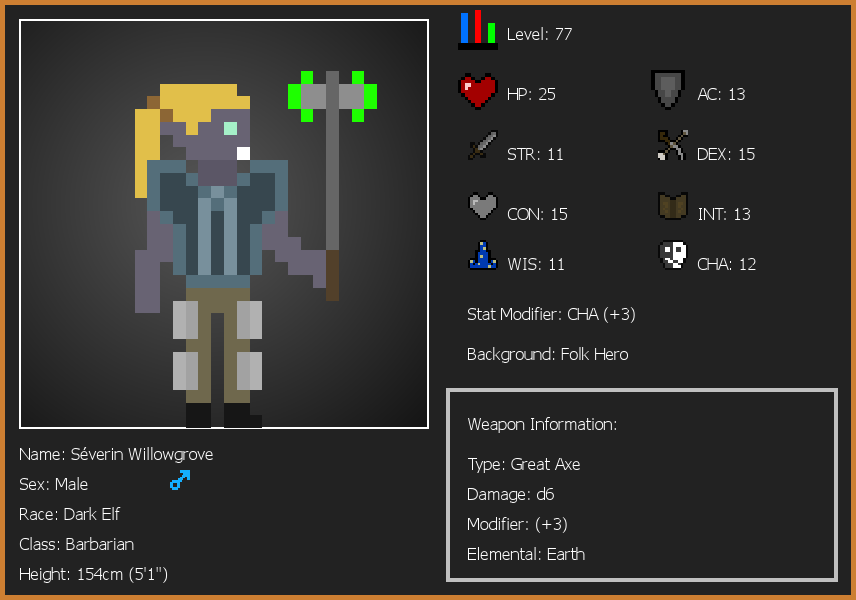 Level: 77
HP: 25
AC: 13
STR: 11
DEX: 15
CON: 15
INT: 13
WIS: 11
CHA: 12
Stat Modifier: CHA (+3)
Background: Folk Hero
Weapon Information:
Type: Great Axe
Damage: d6
Modifier: (+3)
Elemental: Earth
Name: Séverin Willowgrove
Sex: Male
Race: Dark Elf
Class: Barbarian
Height: 154cm (5'1")